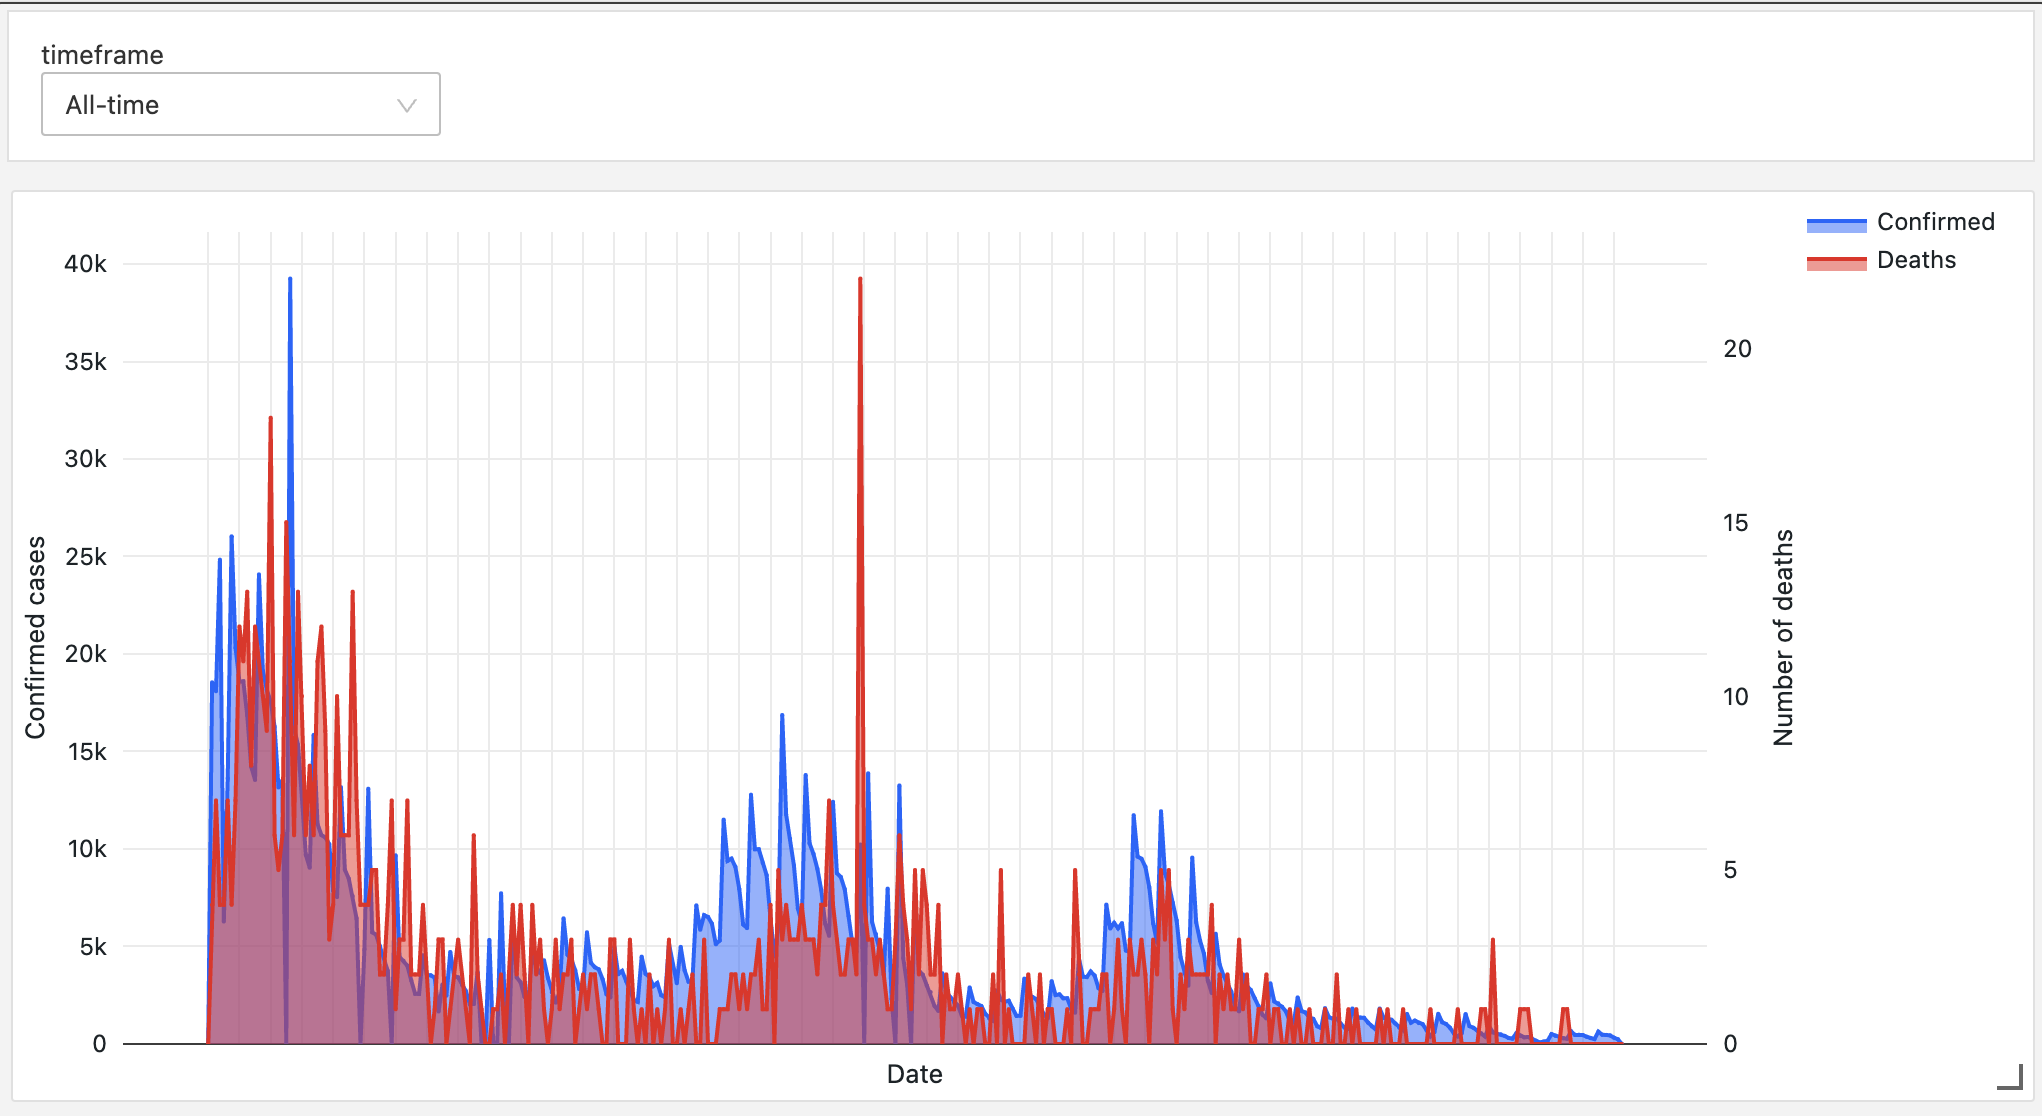 timeframe
All-time
Confirmed
Deaths
40k
35k
30k
25k
20k
15k
10k
5k
0
Confirmed cases
20
15
10
5
0
Number of deaths
Date